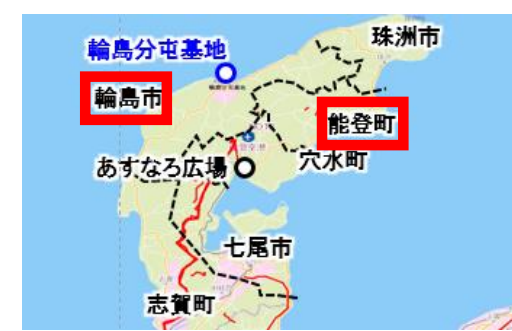 珠洲市
輪島分屯基地
輪島市
能登町
あすなろ広場
穴水町
七尾市
志賀町